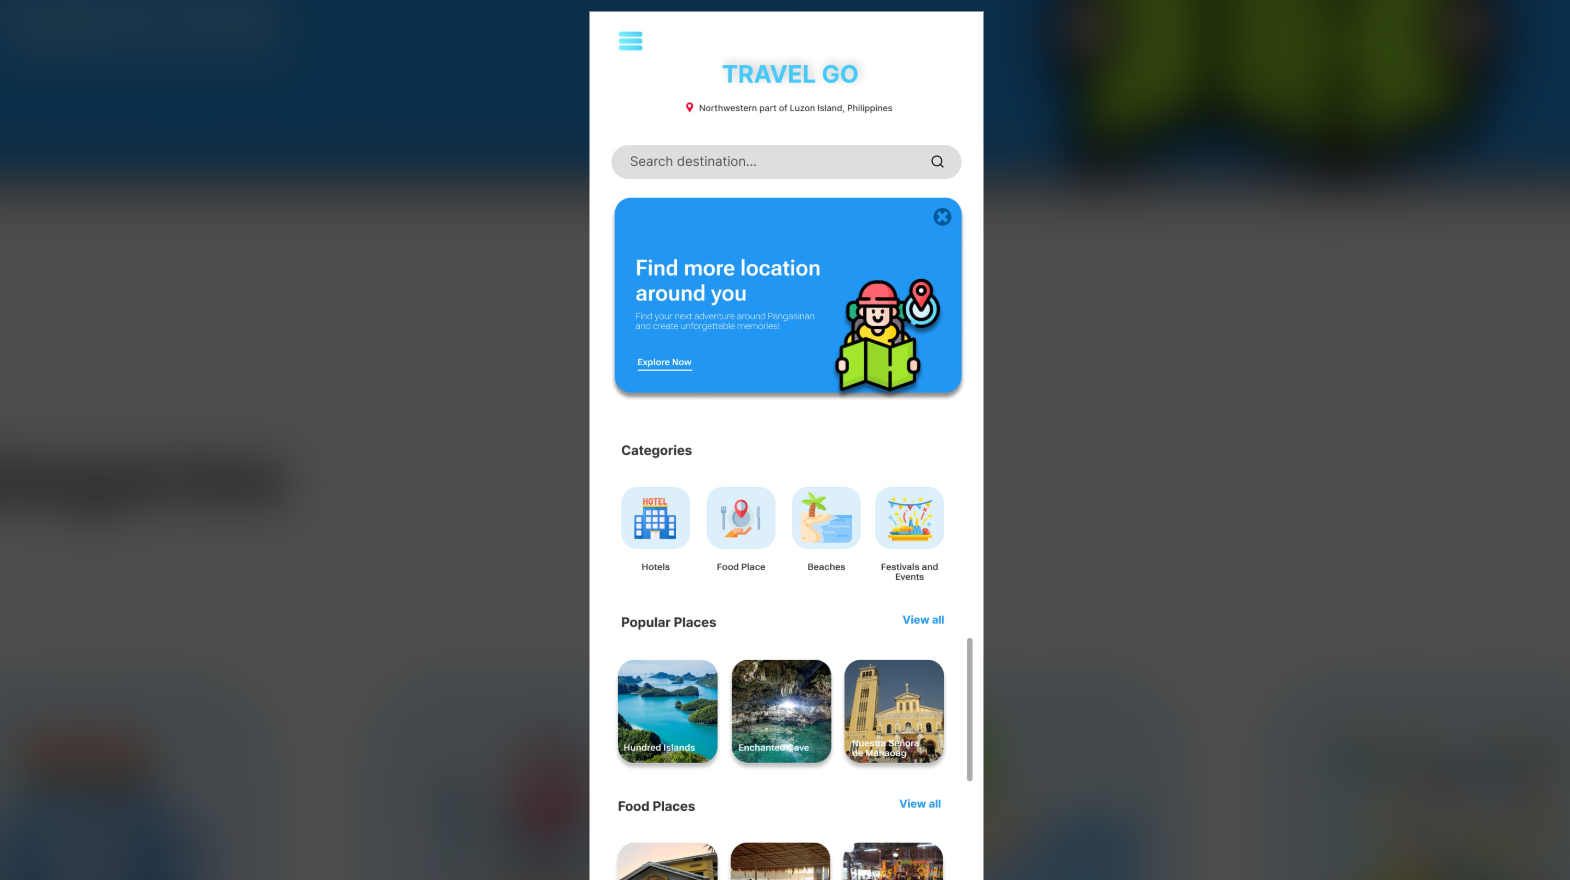 TRAVEL GO
Northwestern part of Luzon Island, Philippines
Search destination...
Find more location
around you
Find your next adventure around Pangasinan
and create unforgettable memories!
Explore Now
Categories
HOTEL
Hotels
Food Place
Beaches
Festivals and
Events
Popular Places
View all
Hundred Islands
Enchanted Cave
Nuestra Señora
de Manaoag
Food Places
View all